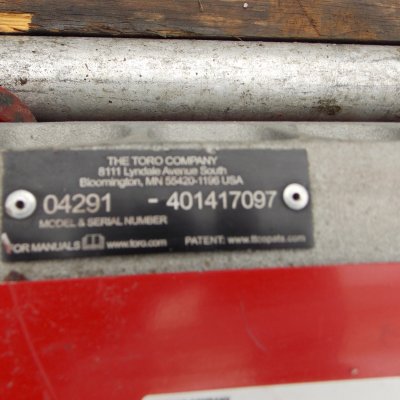 THE TORO COMPANY
8111 Lyndale Avenue South
Bloomington, MN 55420-1196 USA
04291 - 401417097
MODEL & SERIAL NUMBER
FOR MANUALS www.toro.com PATENT: www.ttcopats.com